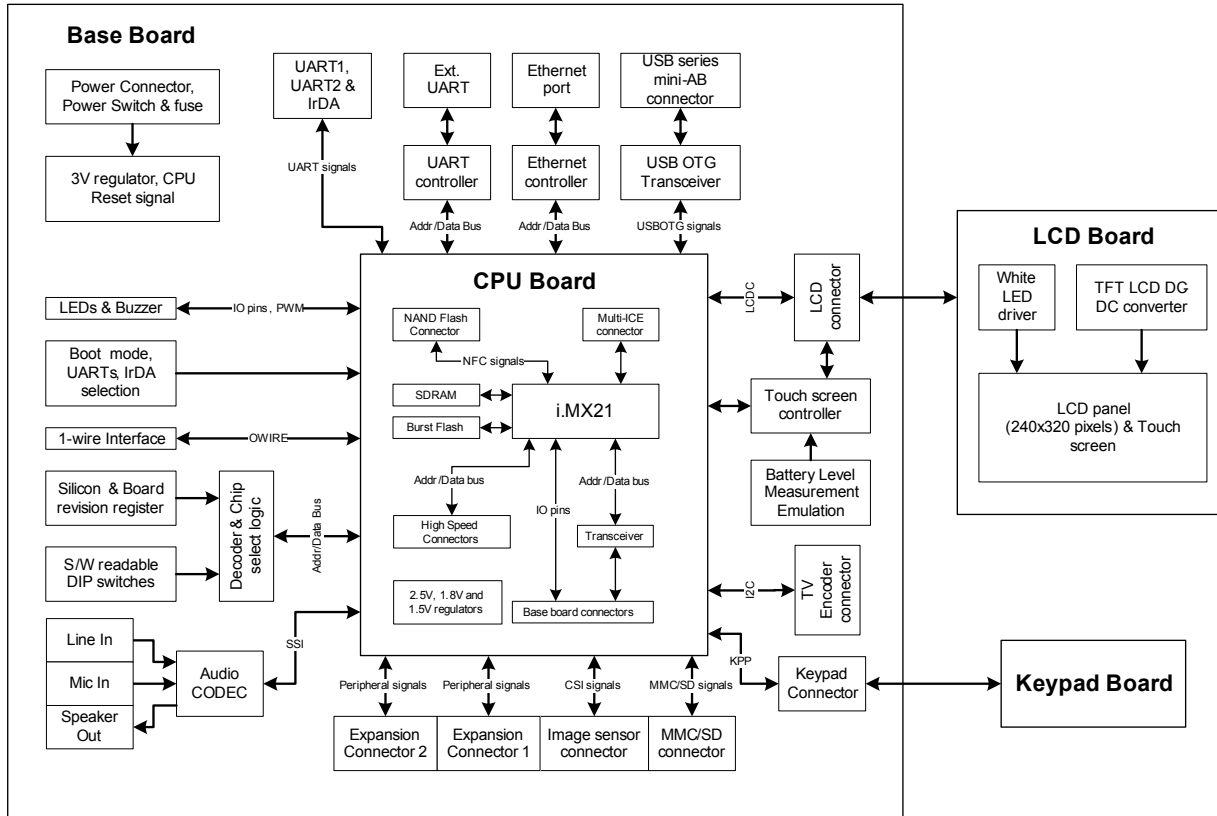 Base Board
Power Connector,
Power Switch & fuse
3V regulator, CPU
Reset signal
UART1,
UART2 &
IrDA
Ext.
UART
Ethernet
port
USB series
mini-AB
connector
UART signals
UART
controller
Ethernet
controller
USB OTG
Transceiver
Addr/Data Bus
Addr/Data Bus
USBOTG signals
LEDs & Buzzer
IO pins, PWM
Boot mode,
UARTs, IrDA
selection
1-wire Interface
OWIRE
Silicon & Board
revision register
S/W readable
DIP switches
Decoder & Chip
select logic
Addr/Data Bus
Line In
Mic In
Speaker
Out
Audio
CODEC
SSI
CPU Board
NAND Flash
Connector
Multi-ICE
connector
NFC signals
SDRAM
Burst Flash
i.MX21
Addr/Data bus
IO pins
Addr/Data bus
High Speed
Connectors
Transceiver
2.5V, 1.8V and
1.5V regulators
Base board connectors
LCDC
LCD
connector
Touch screen
controller
Battery Level
Measurement
Emulation
I2C
TV
Encoder
connector
KPP
Keypad
Connector
Peripheral signals
Peripheral signals
CSI signals
MMC/SD signals
Expansion
Connector 2
Expansion
Connector 1
Image sensor
connector
MMC/SD
connector
LCD Board
White
LED
driver
TFT LCD DG
DC converter
LCD panel
(240x320 pixels) & Touch
screen
Keypad Board